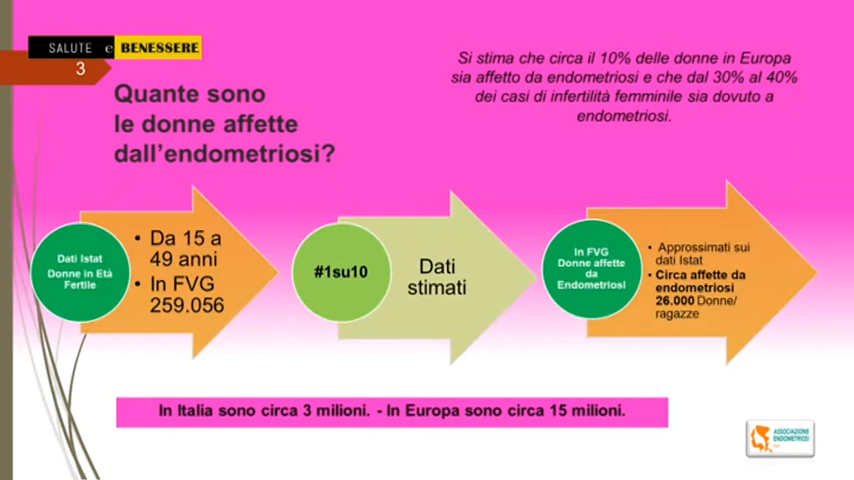 SALUTE e BENESSERE
3
Quante sono
le donne affette
dall'endometriosi?
Si stima che circa il 10% delle donne in Europa
sia affetto da endometriosi e che dal 30% al 40%
dei casi di infertilità femminile sia dovuto a
endometriosi.
Dati Istat
Donne in Età
Fertile
• Da 15 a
49 anni
• In FVG
259.056
#1su10
Dati
stimati
In FVG
Donne affette
da
Endometriosi
• Approssimati sui
dati Istat
• Circa affette da
endometriosi
26.000 Donne/
ragazze
In Italia sono circa 3 milioni. - In Europa sono circa 15 milioni.
ASSOCIAZIONE
ENDOMETRIOSI